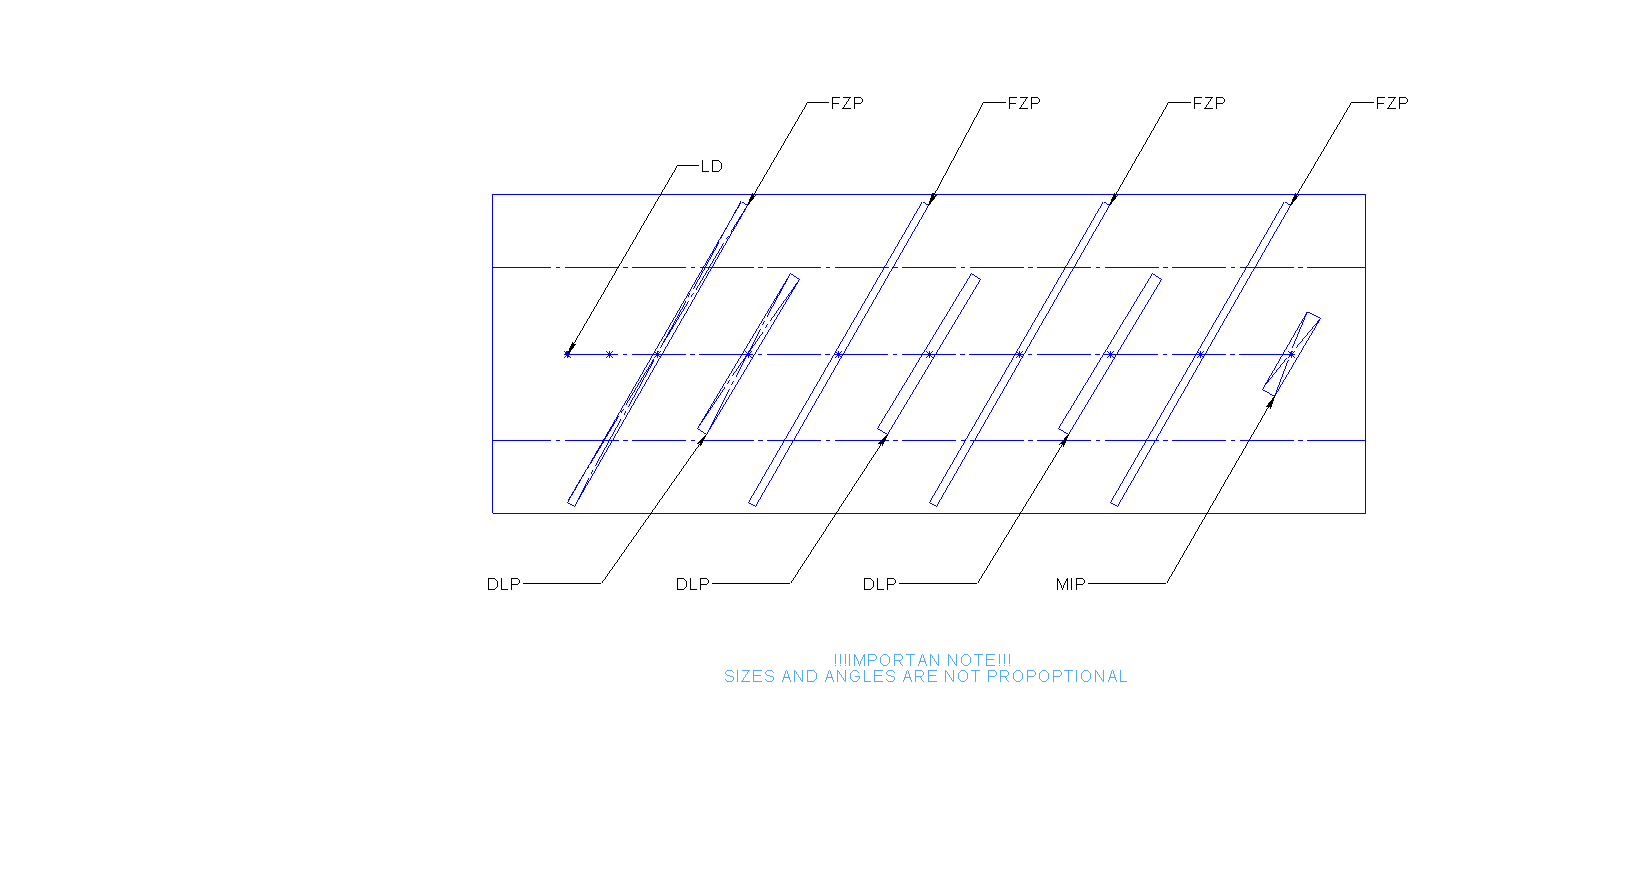 FZP
FZP
FZP
FZP
LD
DLP
DLP
DLP
MIP
!!!IMPORTAN NOTE!!!
SIZES AND ANGLES ARE NOT PROPOPTIONAL